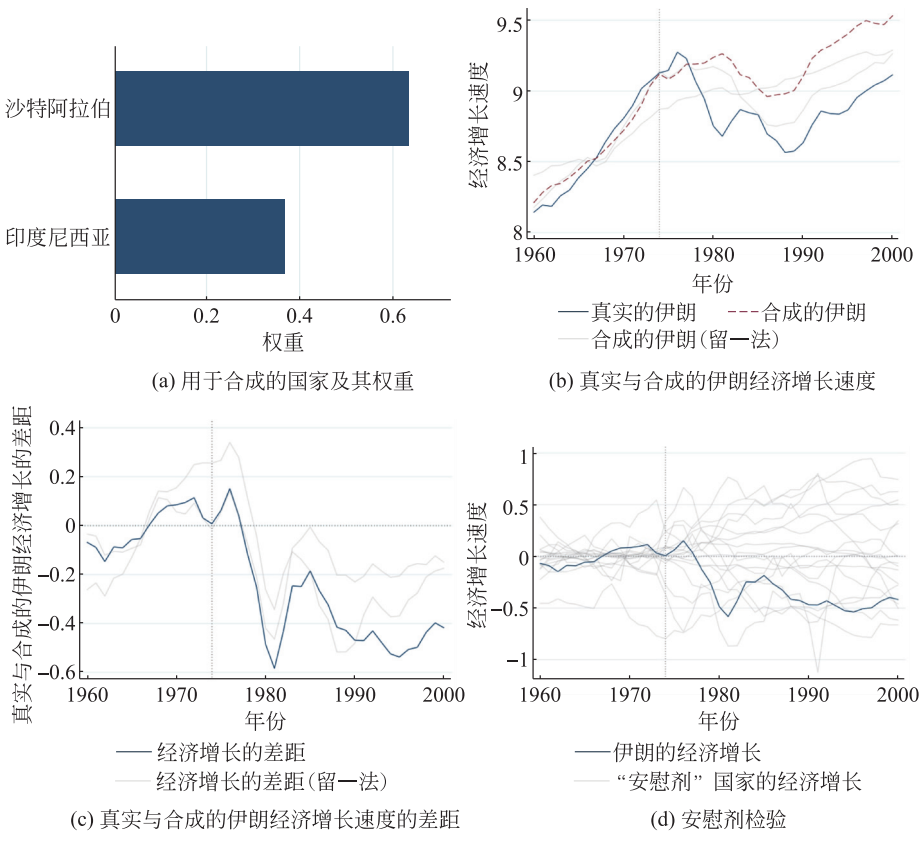 沙特阿拉伯
印度尼西亚
0 0.2 0.4 0.6
权重
(a) 用于合成的国家及其权重
经济增长速度
9.5
9
8.5
8
1960 1970 1980 1990 2000
年份
真实的伊朗 合成的伊朗
合成的伊朗(留一法)
(b) 真实与合成的伊朗经济增长速度
真实与合成的伊朗经济增长的差距
0.4
0.2
0
−0.2
−0.4
−0.6
1960 1970 1980 1990 2000
年份
经济增长的差距
经济增长的差距(留一法)
(c) 真实与合成的伊朗经济增长速度的差距
经济增长速度
1
0.5
0
−0.5
−1
1960 1970 1980 1990 2000
年份
伊朗的经济增长
“安慰剂”国家的经济增长
(d) 安慰剂检验